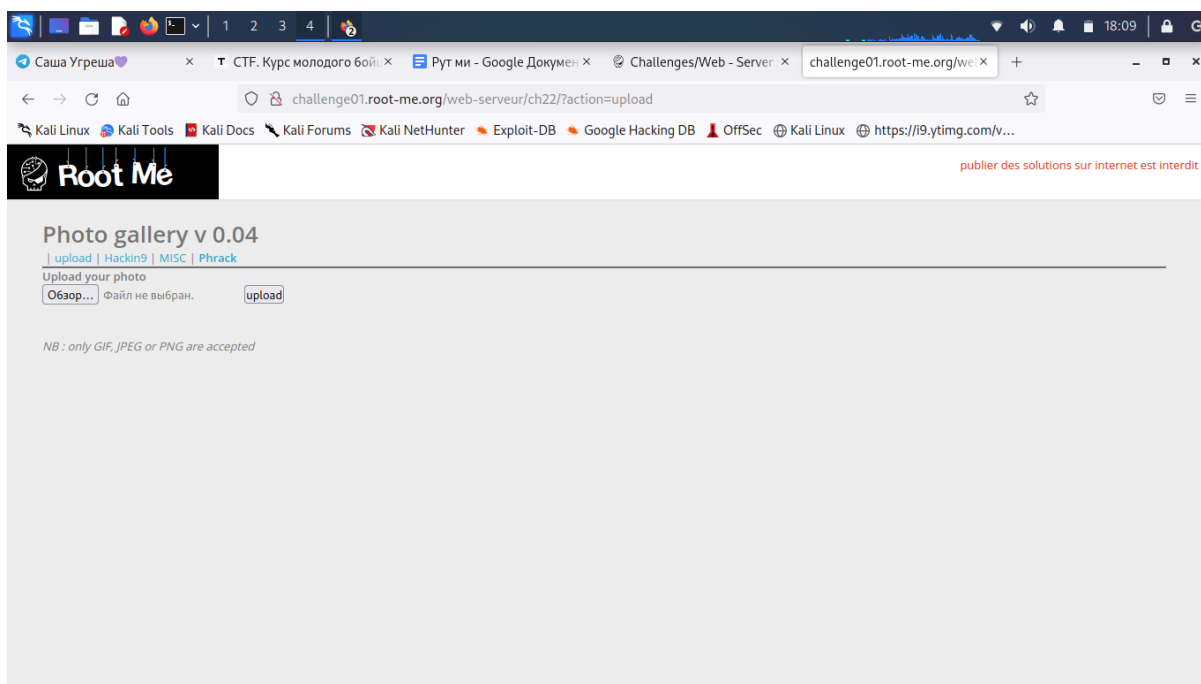 1 2 3 4
18:09
G
Саша Угреша
CTF. Курс молодого бой
Рут ми - Google Докумен
Challenges/Web - Server
challenge01.root-me.org/we
challenge01.root-me.org/web-serveur/ch22/?action=upload
Kali Linux Kali Tools Kali Docs Kali Forums Kali NetHunter Exploit-DB Google Hacking DB OffSec Kali Linux https://i9.ytimg.com/v...
Root Me
publier des solutions sur internet est interdit
Photo gallery v 0.04
| upload | Hackin9 | MISC | Phrack
Upload your photo
Обзор... Файл не выбран. upload
NB : only GIF, JPEG or PNG are accepted